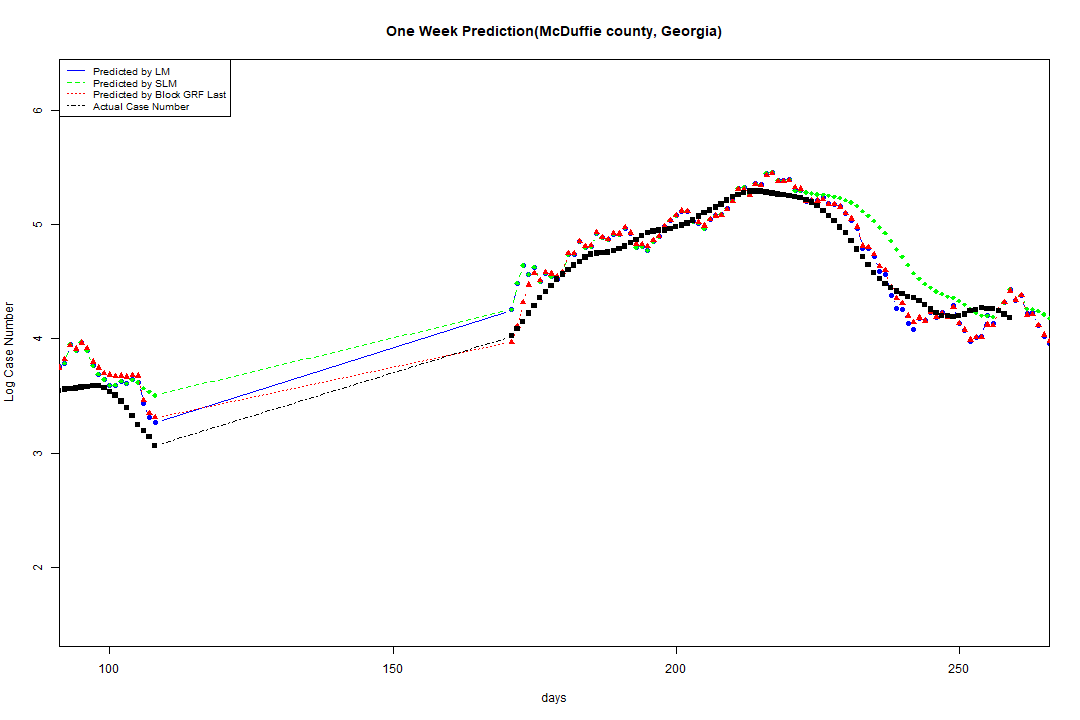 One Week Prediction(McDuffie county, Georgia)
Predicted by LM
Predicted by SLM
Predicted by Block GRF Last
Actual Case Number
6
5
4
3
2
Log Case Number
100 150 200 250
days